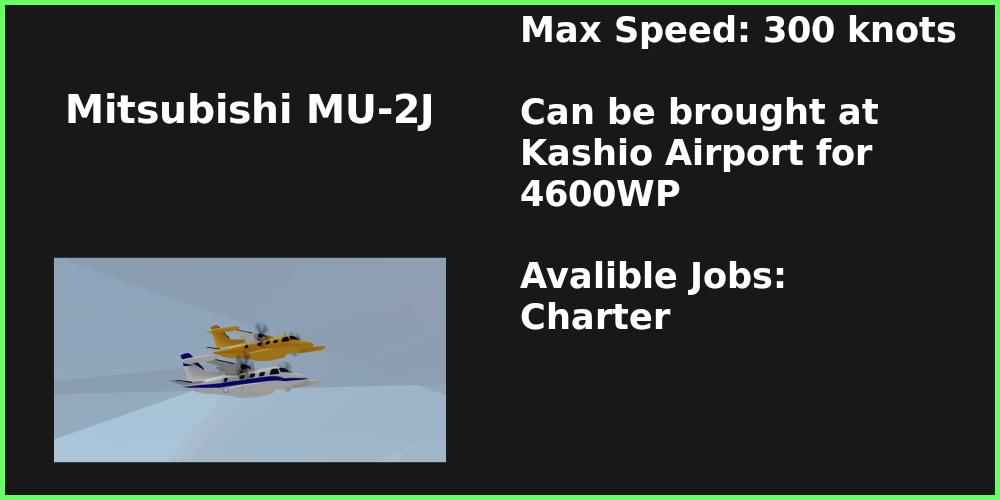 Mitsubishi MU-2J
Max Speed: 300 knots
Can be brought at
Kashio Airport for
4600WP
Avalible Jobs:
Charter